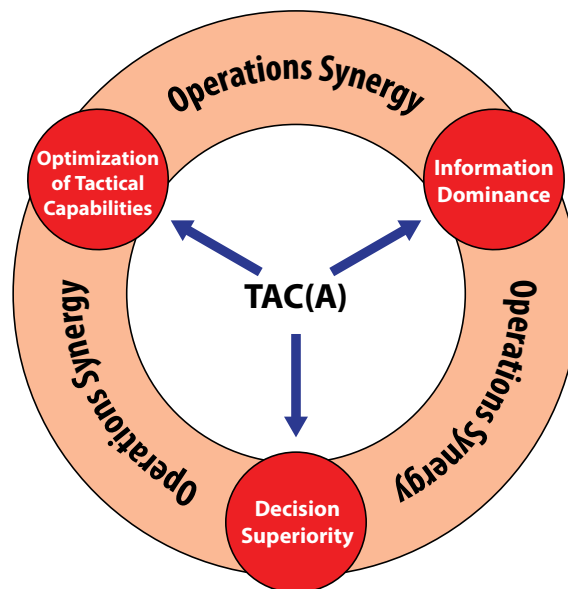 Operations Synergy
Optimization
of Tactical
Capabilities
Information
Dominance
TAC(A)
Operations Synergy
Operations Synergy
Decision
Superiority